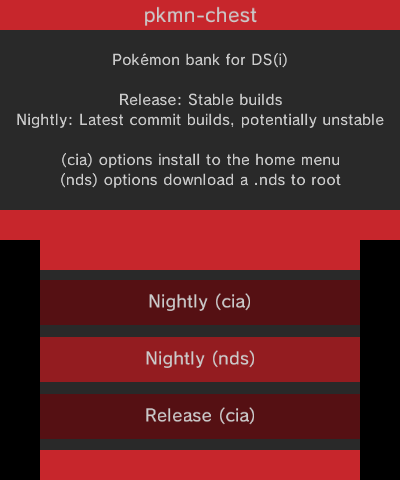 pkmn-chest
Pokémon bank for DS(i)
Release: Stable builds
Nightly: Latest commit builds, potentially unstable
(cia) options install to the home menu
(nds) options download a .nds to root
Nightly (cia)
Nightly (nds)
Release (cia)